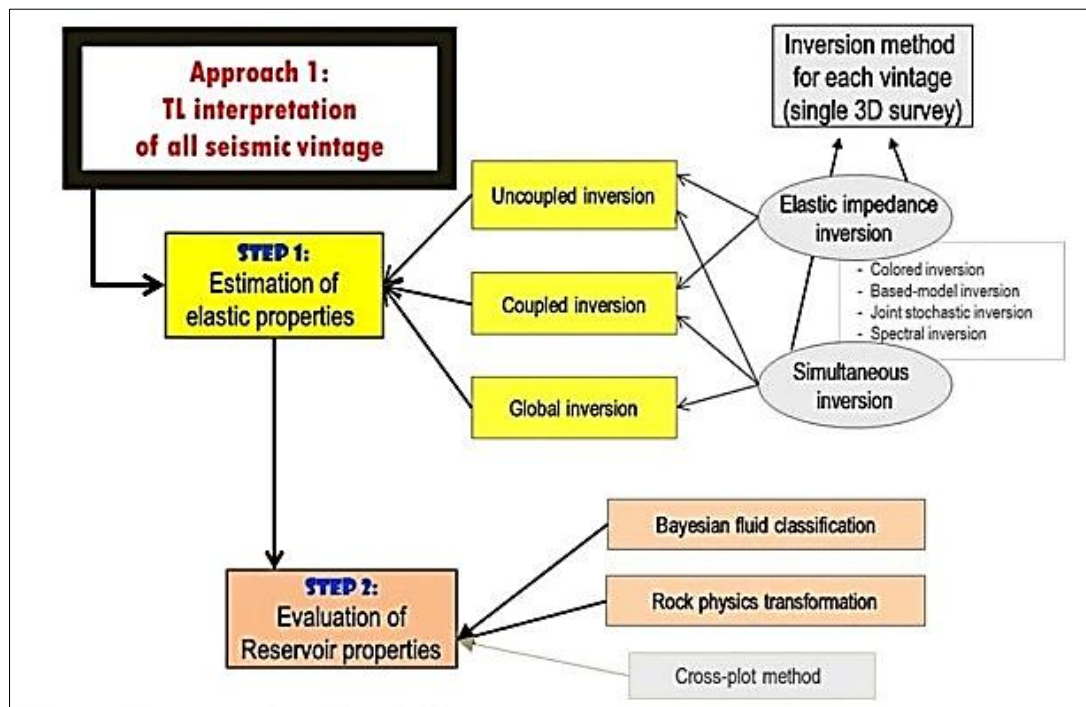 Approach 1:
TL interpretation
of all seismic vintage
Inversion method
for each vintage
(single 3D survey)
Uncoupled inversion
Elastic impedance
inversion
STEP 1:
Estimation of
elastic properties
- Colored inversion
- Based-model inversion
- Joint stochastic inversion
- Spectral inversion
Coupled inversion
Simultaneous
inversion
Global inversion
Bayesian fluid classification
STEP 2:
Evaluation of
Reservoir properties
Rock physics transformation
Cross-plot method